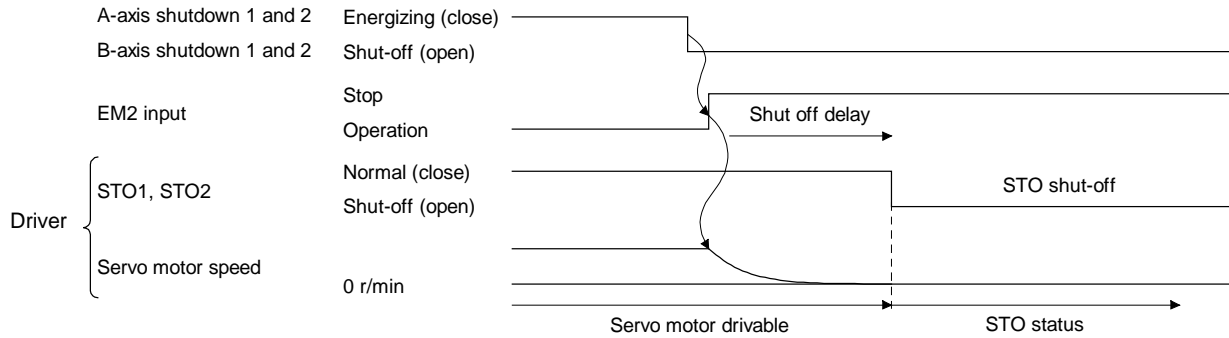 A-axis shutdown 1 and 2
Energizing (close)
B-axis shutdown 1 and 2
Shut-off (open)
EM2 input
Stop
Operation
Shut off delay
Driver
STO1, STO2
Normal (close)
Shut-off (open)
STO shut-off
Servo motor speed
0 r/min
Servo motor drivable
STO status